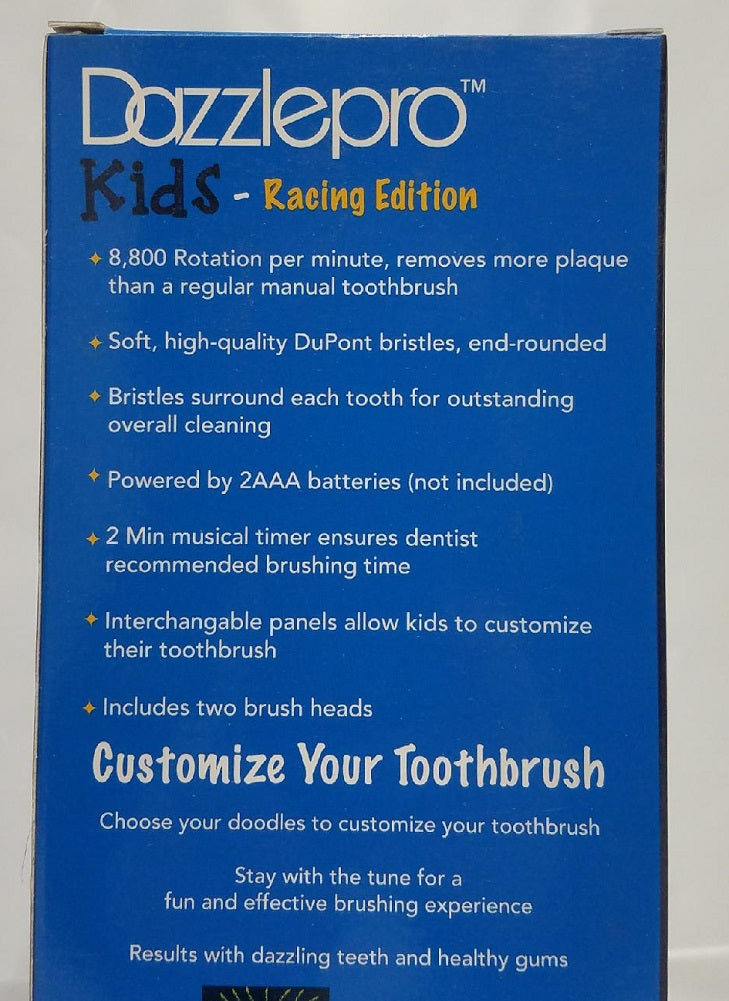 Dazzlepro™
Kids - Racing Edition
✦ 8,800 Rotation per minute, removes more plaque
than a regular manual toothbrush
✦ Soft, high-quality DuPont bristles, end-rounded
✦ Bristles surround each tooth for outstanding
overall cleaning
✦ Powered by 2AAA batteries (not included)
✦ 2 Min musical timer ensures dentist
recommended brushing time
✦ Interchangable panels allow kids to customize
their toothbrush
✦ Includes two brush heads
Customize Your Toothbrush
Choose your doodles to customize your toothbrush
Stay with the tune for a
fun and effective brushing experience
Results with dazzling teeth and healthy gums